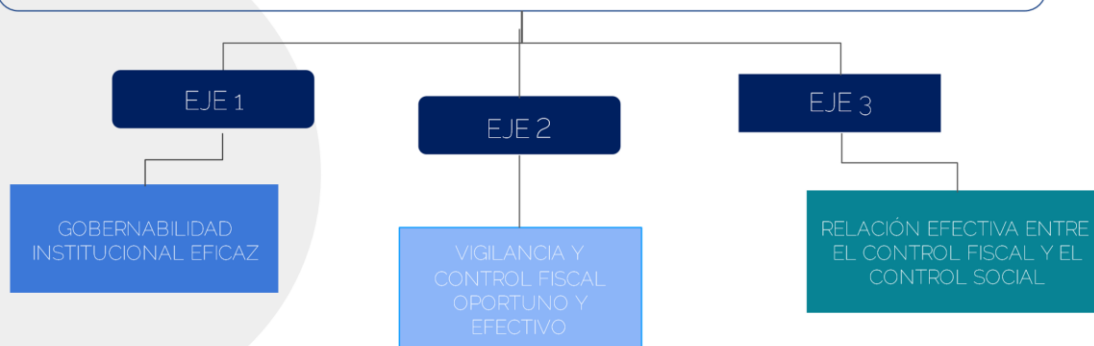 EJE 1
EJE 2
EJE 3
GOBERNABILIDAD
INSTITUCIONAL EFICAZ
VIGILANCIA Y
CONTROL FISCAL
OPORTUNO Y
EFECTIVO
RELACIÓN EFECTIVA ENTRE
EL CONTROL FISCAL Y EL
CONTROL SOCIAL